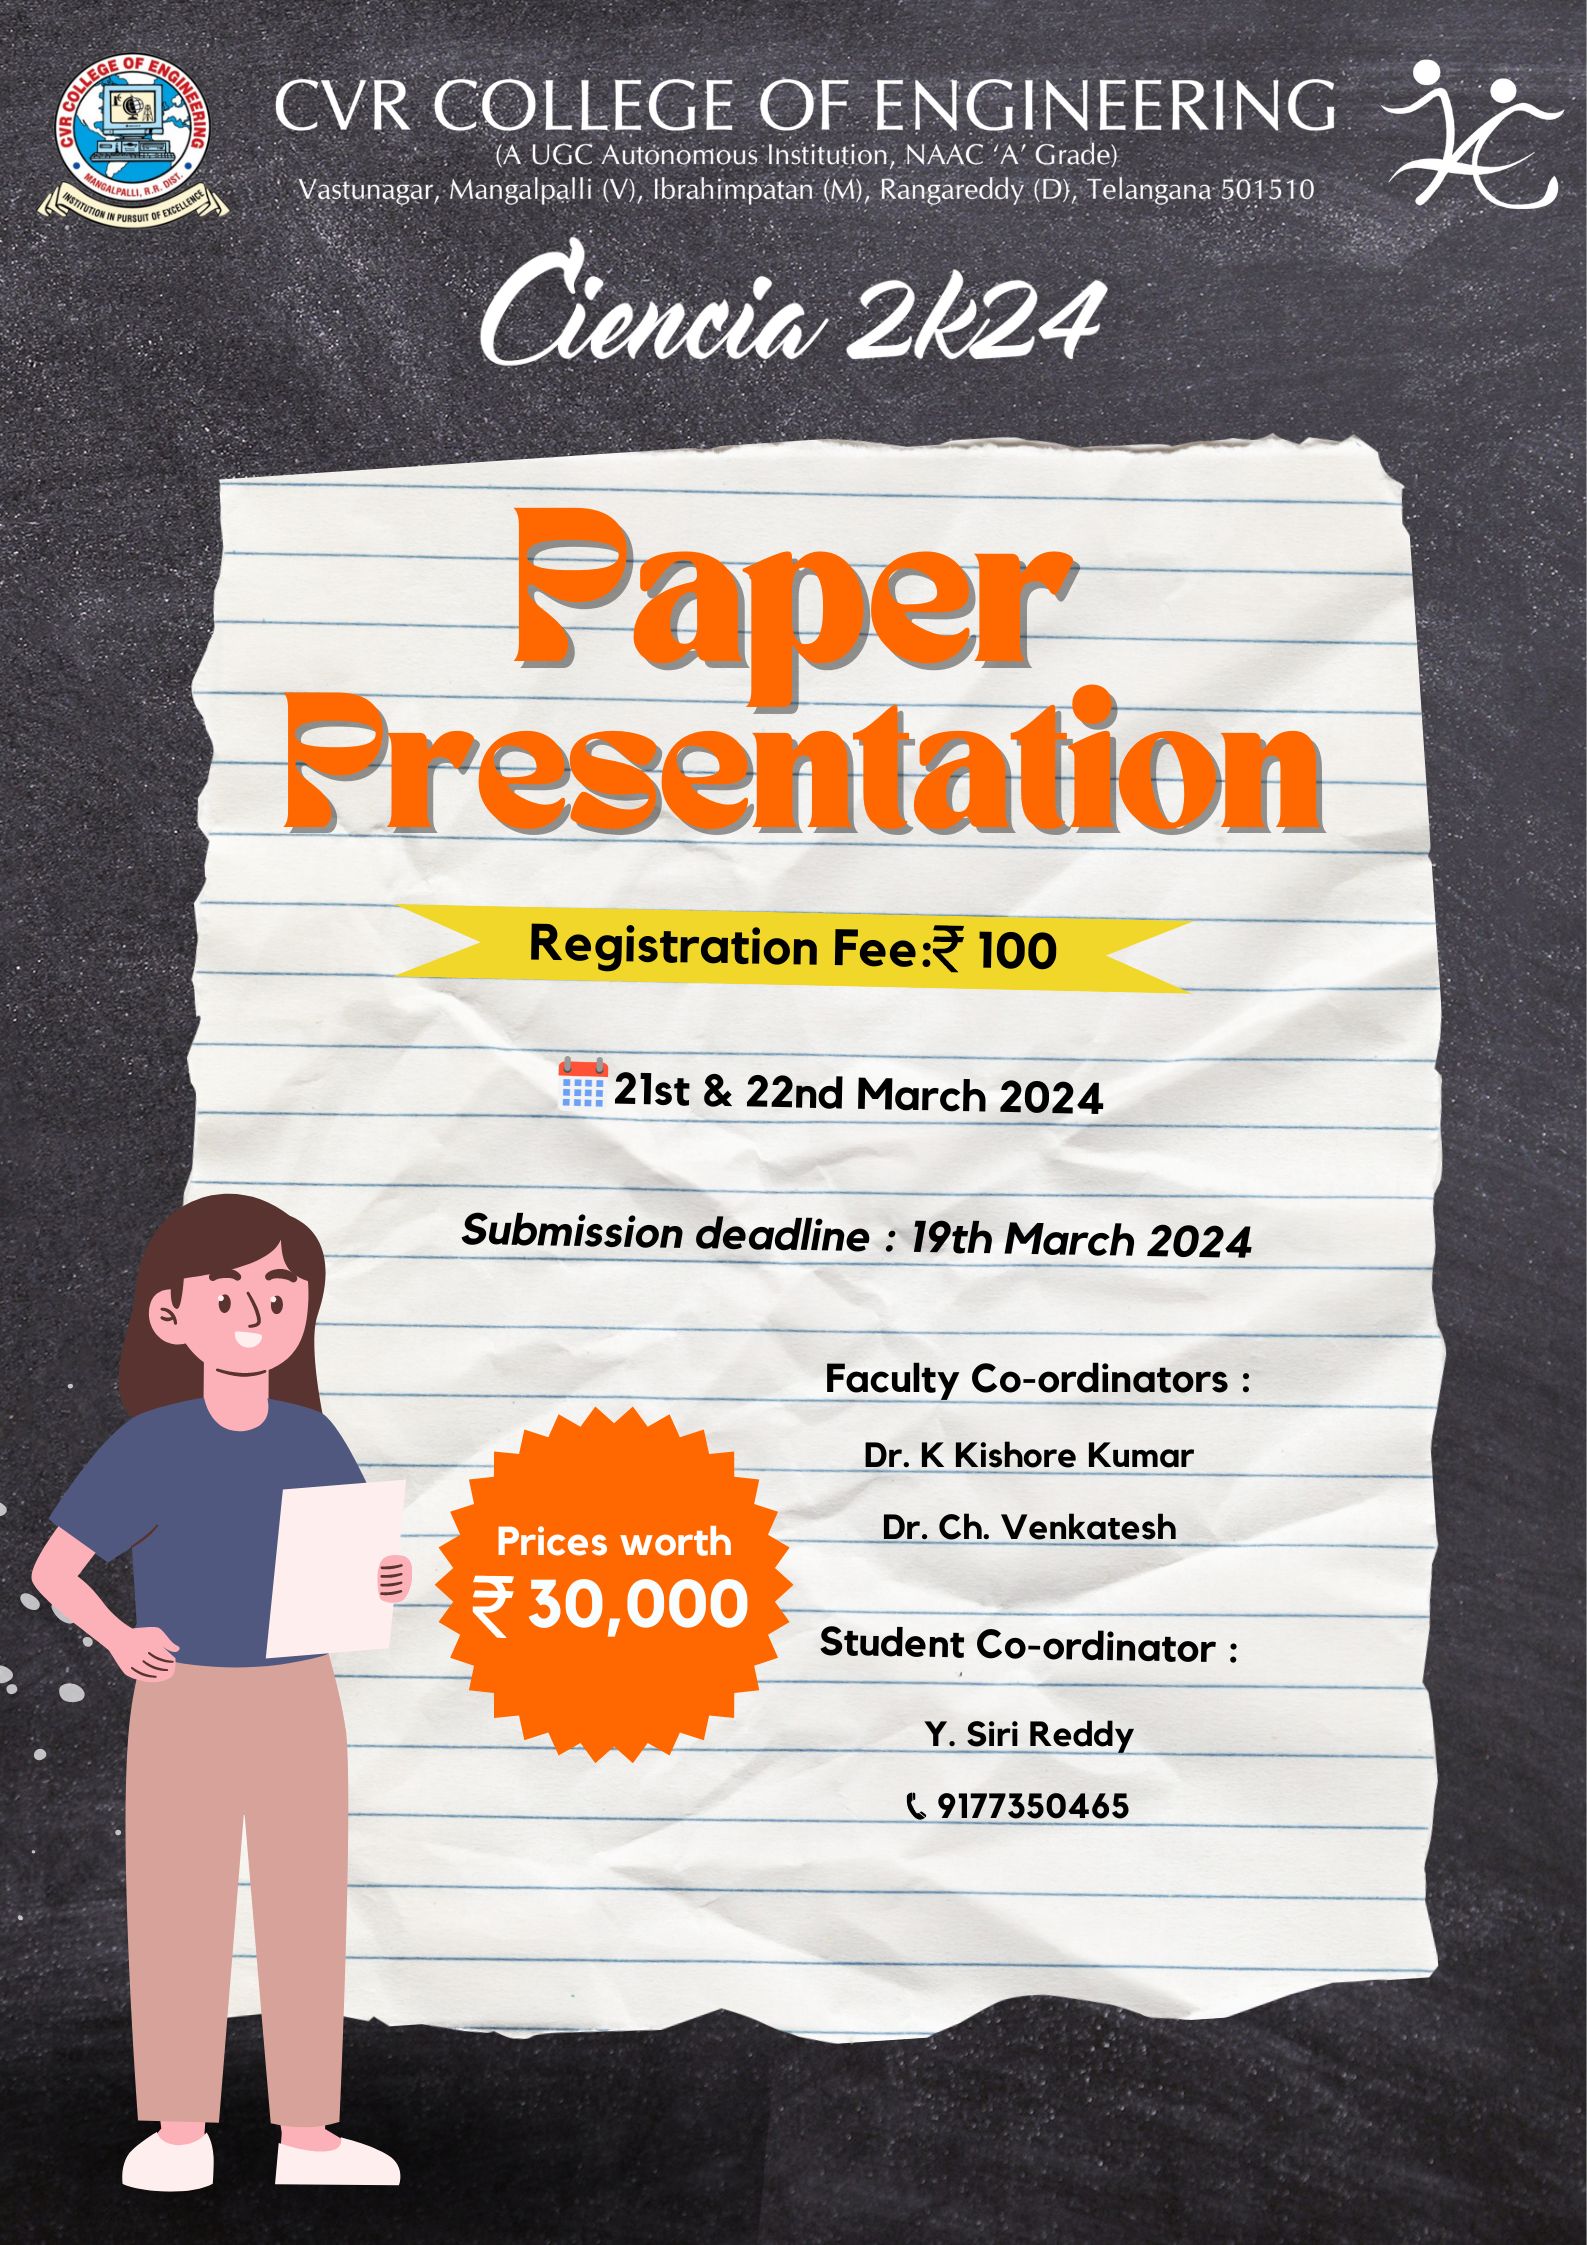 CVR COLLEGE OF ENGINEERING
MANGALPALLI, R.R. DIST.
INSTITUTION IN PURSUIT OF EXCELLENCE
CVR COLLEGE OF ENGINEERING
(A UGC Autonomous Institution, NAAC ‘A’ Grade)
Vastunagar, Mangalpalli (V), Ibrahimpatan (M), Rangareddy (D), Telangana 501510
Ciencia 2k24
Paper
Presentation
Registration Fee:₹ 100
21st & 22nd March 2024
Submission deadline : 19th March 2024
Faculty Co-ordinators :
Dr. K Kishore Kumar
Dr. Ch. Venkatesh
Prices worth
₹ 30,000
Student Co-ordinator :
Y. Siri Reddy
9177350465